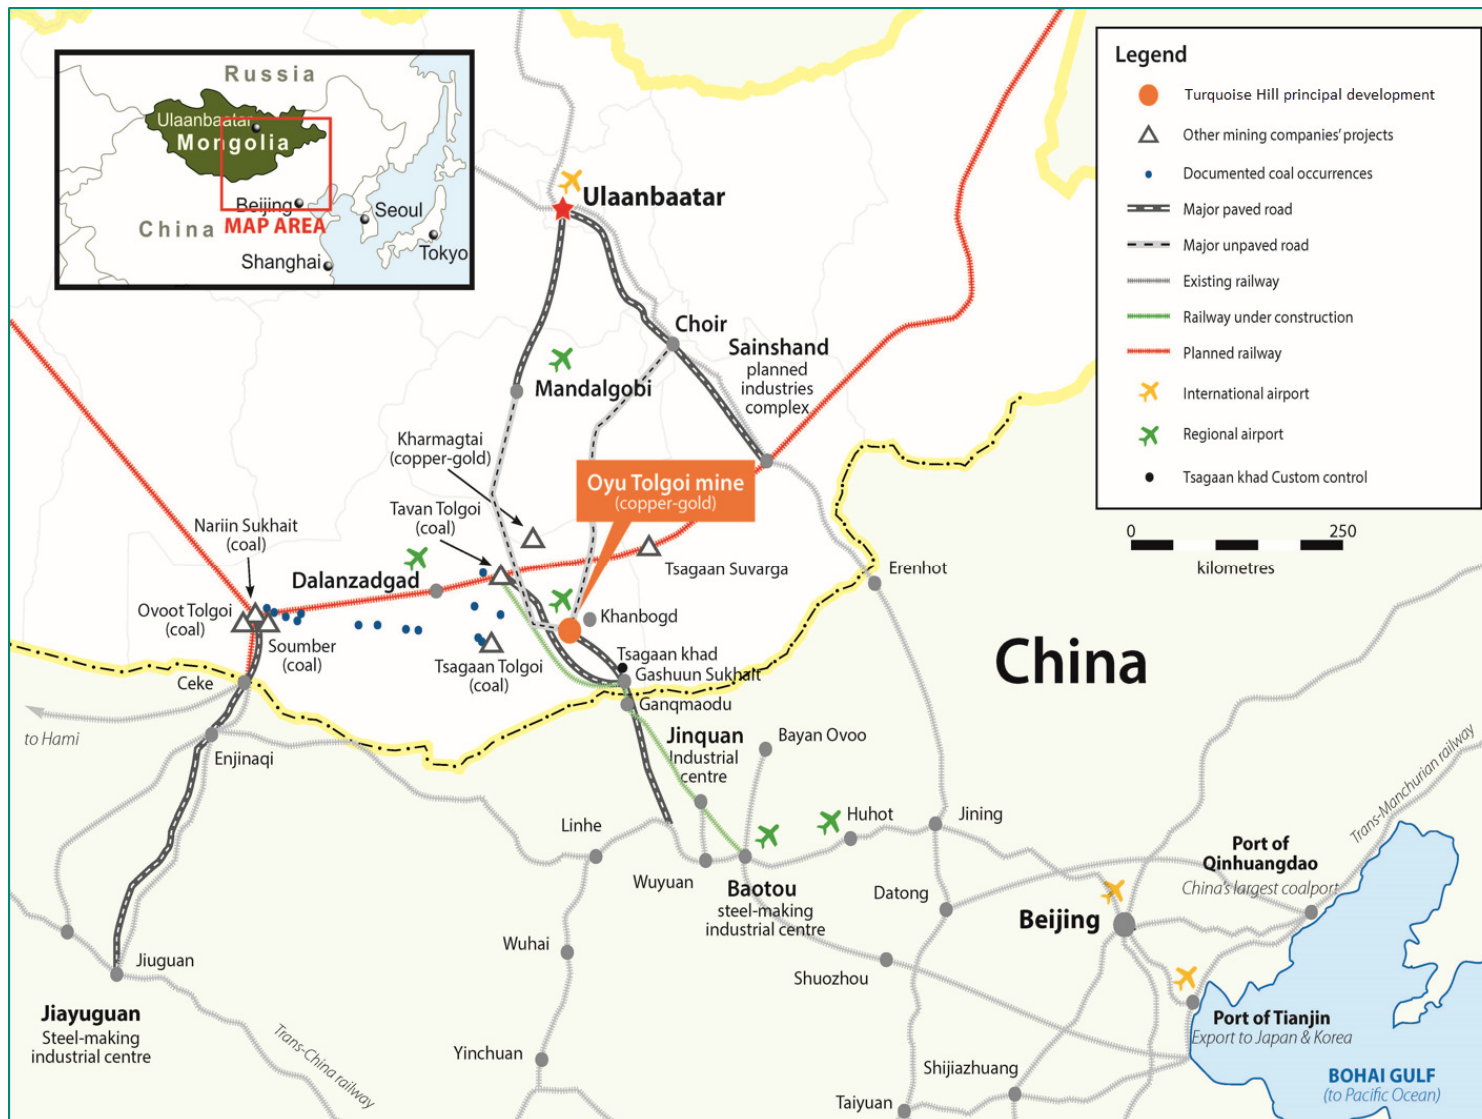 Russia
Ulaanbaatar
Mongolia
Beijing
Seoul
China
MAP AREA
Tokyo
Shanghai
Legend
Turquoise Hill principal development
Other mining companies' projects
Documented coal occurrences
Major paved road
Major unpaved road
Existing railway
Railway under construction
Planned railway
International airport
Regional airport
Tsagaan khad Custom control
0
250
kilometres
Ulaanbaatar
Choir
Sainshand
planned
industries
complex
Mandalgobi
Kharmagtai
(copper-gold)
Oyu Tolgoi mine
(copper-gold)
Tavan Tolgoi
(coal)
Nariin Sukhait
(coal)
Tsagaan Suvarga
Erenhot
Dalanzadgad
Ovoot Tolgoi
(coal)
Khanbogd
Soumber
(coal)
Tsagaan Tolgoi
(coal)
Tsagaan khad
Gashuun Sukhait
Ceke
Ganqmaodu
China
to Hami
Enjinaqi
Jinquan
Industrial
centre
Bayan Ovoo
Linhe
Huhot
Jining
Trans-Manchurian railway
Port of
Qinhuangdao
China's largest coalport
Wuyuan
Baotou
steel-making
industrial centre
Datong
Beijing
Wuhai
Shuozhou
Jiuguan
Jiayuguan
Steel-making
industrial centre
Port of Tianjin
Export to Japan & Korea
Trans-China railway
Yinchuan
Shijiazhuang
BOHAI GULF
(to Pacific Ocean)
Taiyuan